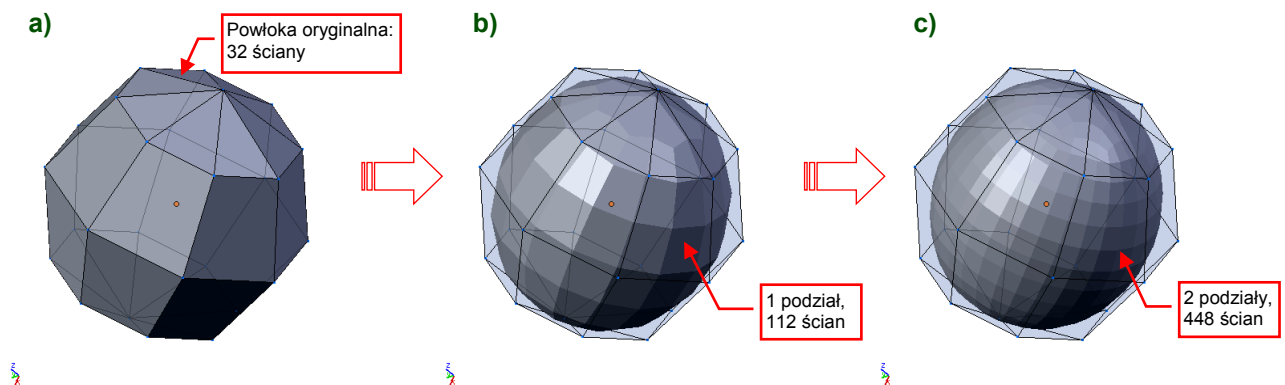 a)
Powłoka oryginalna:
32 ściany
b)
1 podział,
112 ścian
c)
2 podziały,
448 ścian